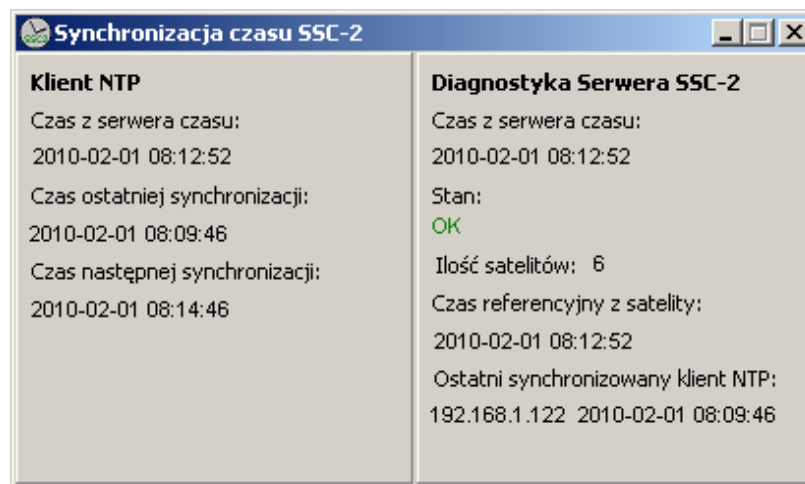 Synchronizacja czasu SSC-2
Klient NTP
Czas z serwera czasu:
2010-02-01 08:12:52
Czas ostatniej synchronizacji:
2010-02-01 08:09:46
Czas następnej synchronizacji:
2010-02-01 08:14:46
Diagnostyka Serwera SSC-2
Czas z serwera czasu:
2010-02-01 08:12:52
Stan:
OK
Ilość satelitów: 6
Czas referencyjny z satelity:
2010-02-01 08:12:52
Ostatni synchronizowany klient NTP:
192.168.1.122 2010-02-01 08:09:46